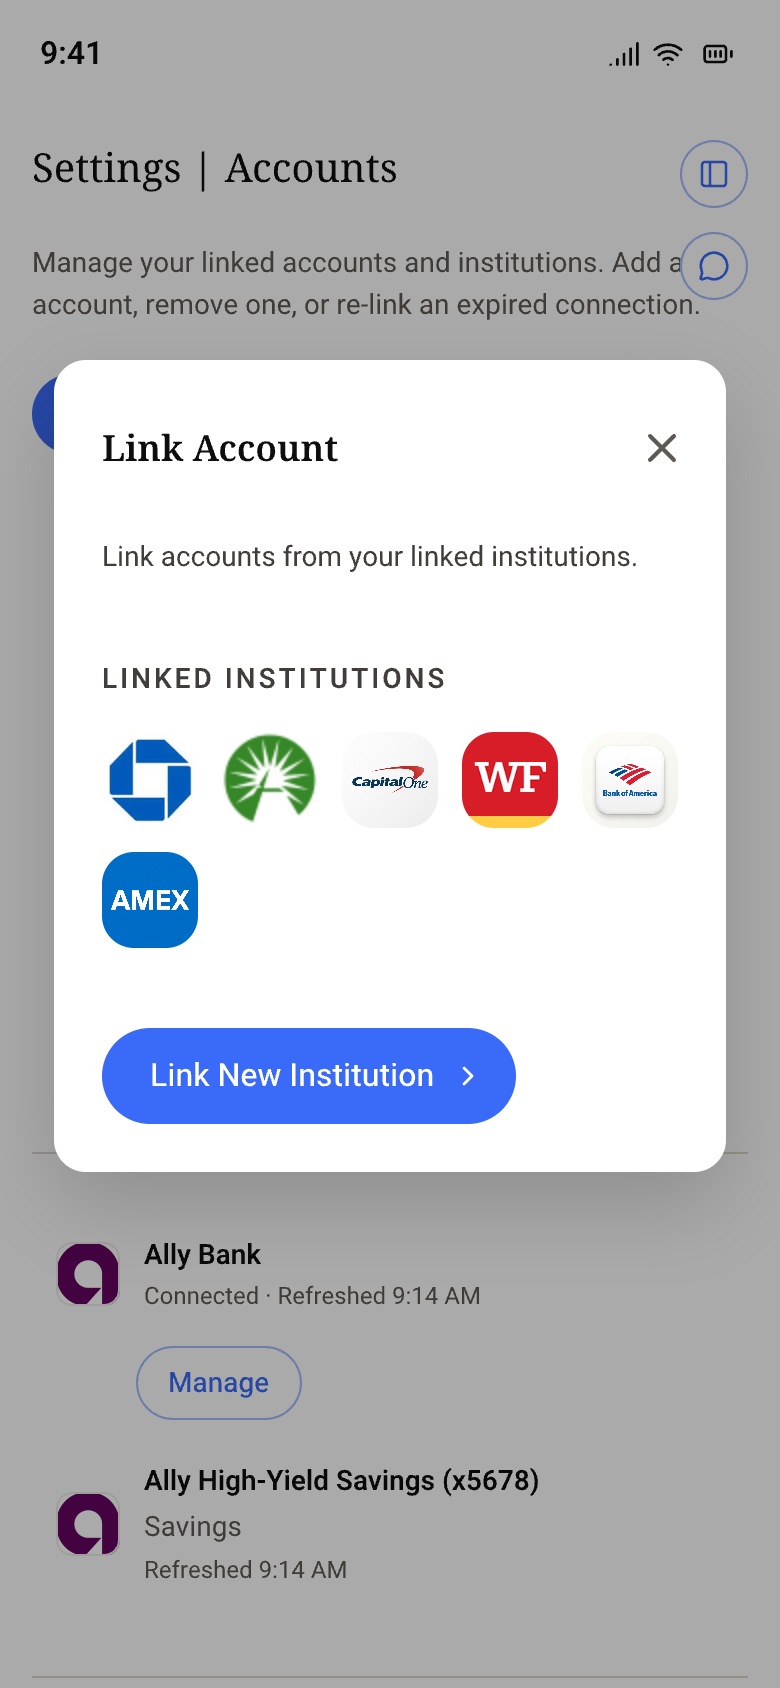 9:41
Settings | Accounts
Manage your linked accounts and institutions. Add
account, remove one, or re-link an expired connection.
Link Account
Link accounts from your linked institutions.
LINKED INSTITUTIONS
CapitalOne
WF
Bank of America
AMEX
Link New Institution
Ally Bank
Connected · Refreshed 9:14 AM
Manage
Ally High-Yield Savings (x5678)
Savings
Refreshed 9:14 AM